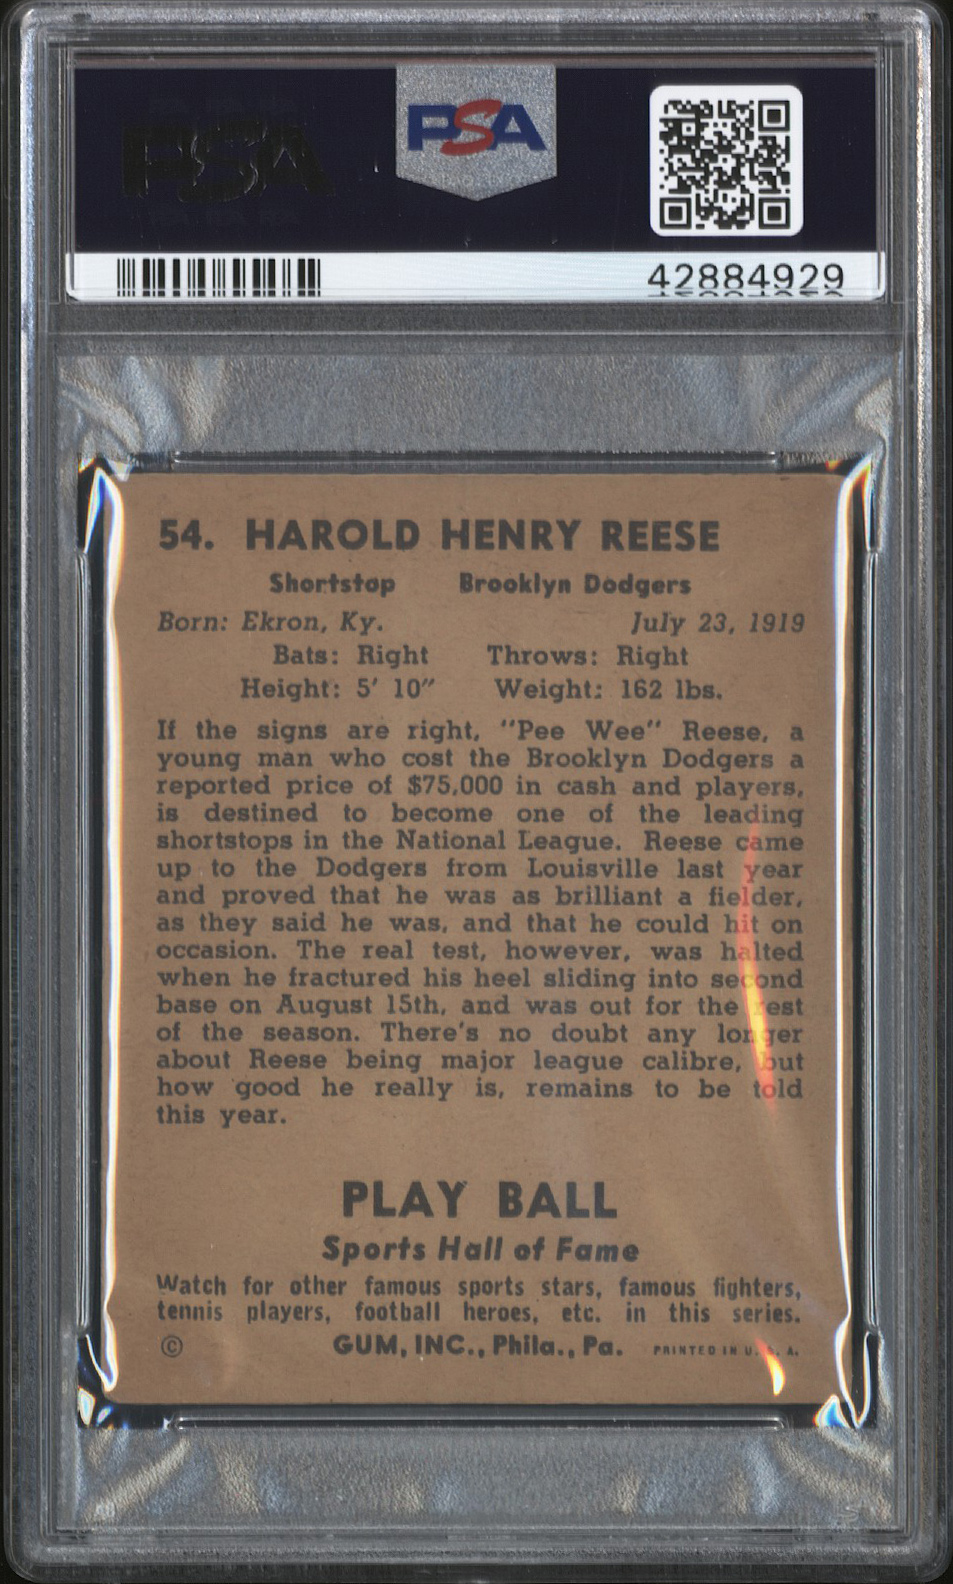 PSA
42884929
54. HAROLD HENRY REESE
Shortstop Brooklyn Dodgers
Born: Ekron, Ky. July 23, 1919
Bats: Right Throws: Right
Height: 5' 10" Weight: 162 lbs.
If the signs are right, "Pee Wee" Reese, a
young man who cost the Brooklyn Dodgers a
reported price of $75,000 in cash and players,
is destined to become one of the leading
shortstops in the National League. Reese came
up to the Dodgers from Louisville last year
and proved that he was as brilliant a fielder,
as they said he was, and that he could hit on
occasion. The real test, however, was halted
when he fractured his heel sliding into second
base on August 15th, and was out for the rest
of the season. There's no doubt any longer
about Reese being major league calibre, but
how good he really is, remains to be told
this year.
PLAY BALL
Sports Hall of Fame
Watch for other famous sports stars, famous fighters,
tennis players, football heroes, etc. in this series.
© GUM, INC., Phila., Pa. PRINTED IN U. S. A.